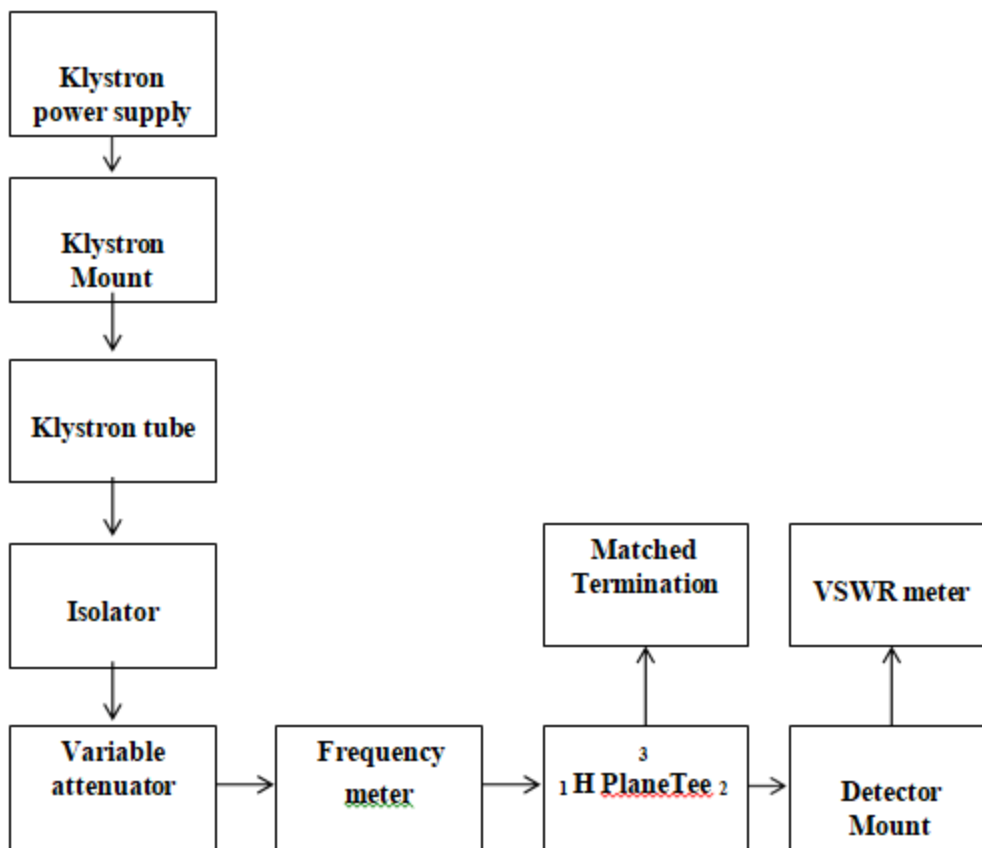 Klystron
power supply
Klystron
Mount
Klystron tube
Isolator
Matched
Termination
VSWR meter
Variable
attenuator
Frequency
meter
3
1 H PlaneTee 2
Detector
Mount